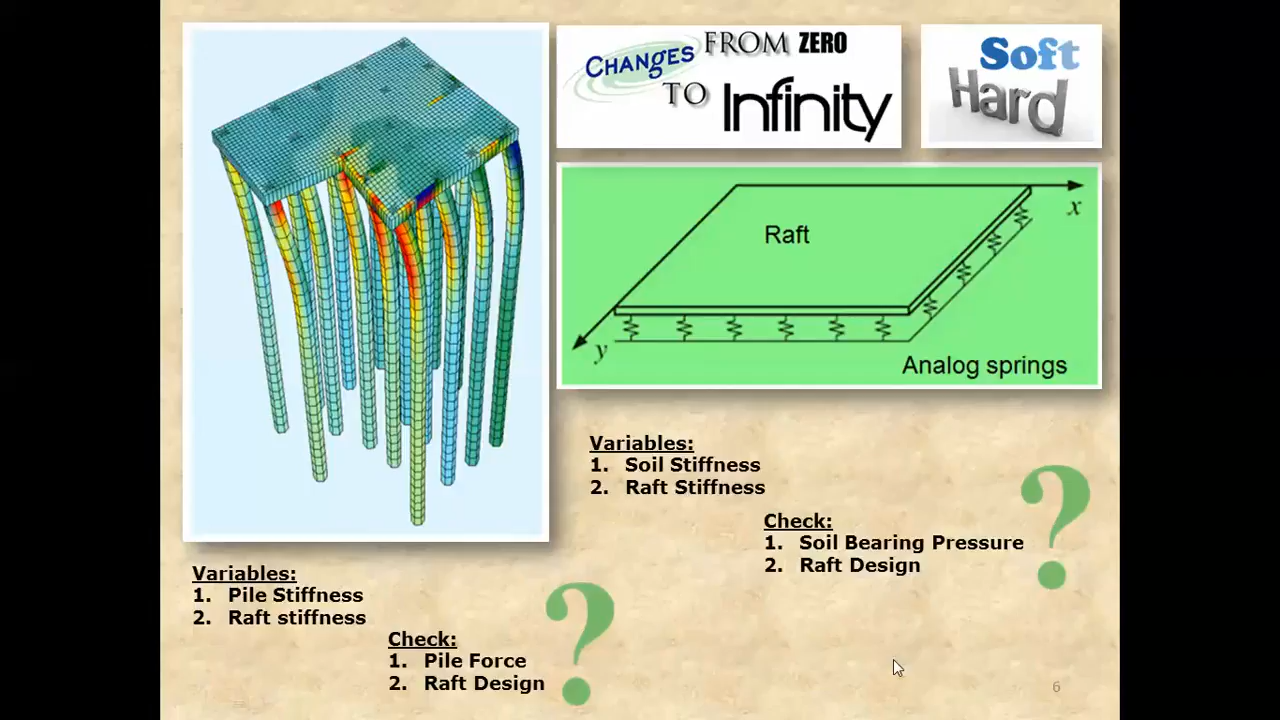 CHANgES FROM ZERO
TO Infinity
Soft
Hard
x
Raft
y
Analog springs
Variables:
1. Soil Stiffness
2. Raft Stiffness
Check:
1. Soil Bearing Pressure
2. Raft Design
?
Variables:
1. Pile Stiffness
2. Raft stiffness
Check:
1. Pile Force
2. Raft Design
?
6